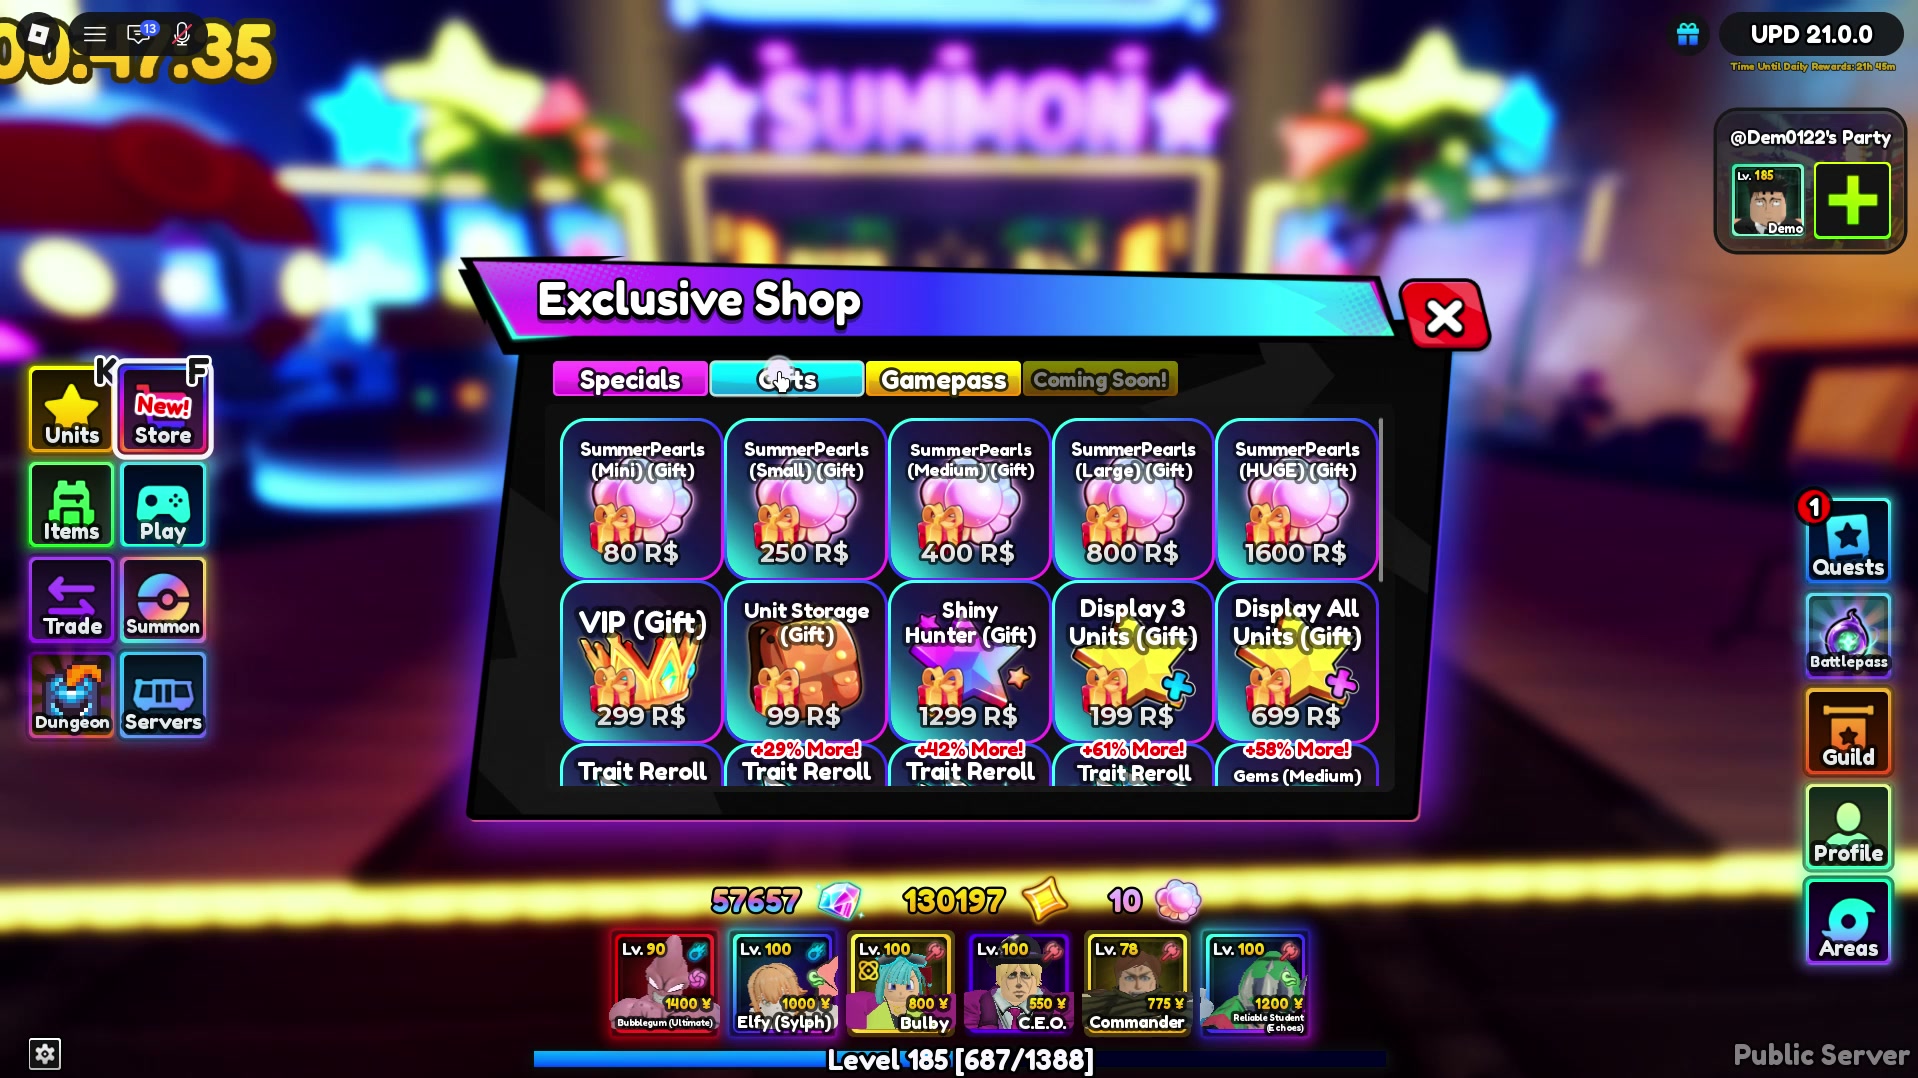 00:47:35
13
UPD 21.0.0
Time Until Daily Rewards: 21h 45m
SUMMON
@Dem0122's Party
Lv. 185
Demo
Exclusive Shop
K
F
New!
Units
Store
Items
Play
Trade
Summon
Dungeon
Servers
Specials
Gifts
Gamepass
Coming Soon!
SummerPearls
(Mini) (Gift)
80 R$
SummerPearls
(Small) (Gift)
250 R$
SummerPearls
(Medium) (Gift)
400 R$
SummerPearls
(Large) (Gift)
800 R$
SummerPearls
(HUGE) (Gift)
1600 R$
VIP (Gift)
299 R$
Unit Storage
(Gift)
99 R$
Shiny
Hunter (Gift)
1299 R$
Display 3
Units (Gift)
199 R$
Display All
Units (Gift)
699 R$
Trait Reroll
+29% More!
Trait Reroll
+42% More!
Trait Reroll
+61% More!
Trait Reroll
+58% More!
Gems (Medium)
1
Quests
Battlepass
Guild
Profile
Areas
57657
130197
10
Lv. 90
1400 ¥
Bubblegum (Ultimate)
Lv. 100
1000 ¥
Elfy (Sylph)
Lv. 100
800 ¥
Bulby
Lv. 100
550 ¥
C.E.O.
Lv. 78
775 ¥
Commander
Lv. 100
1200 ¥
Reliable Student
(Echoes)
Level 185 [687/1388]
Public Server